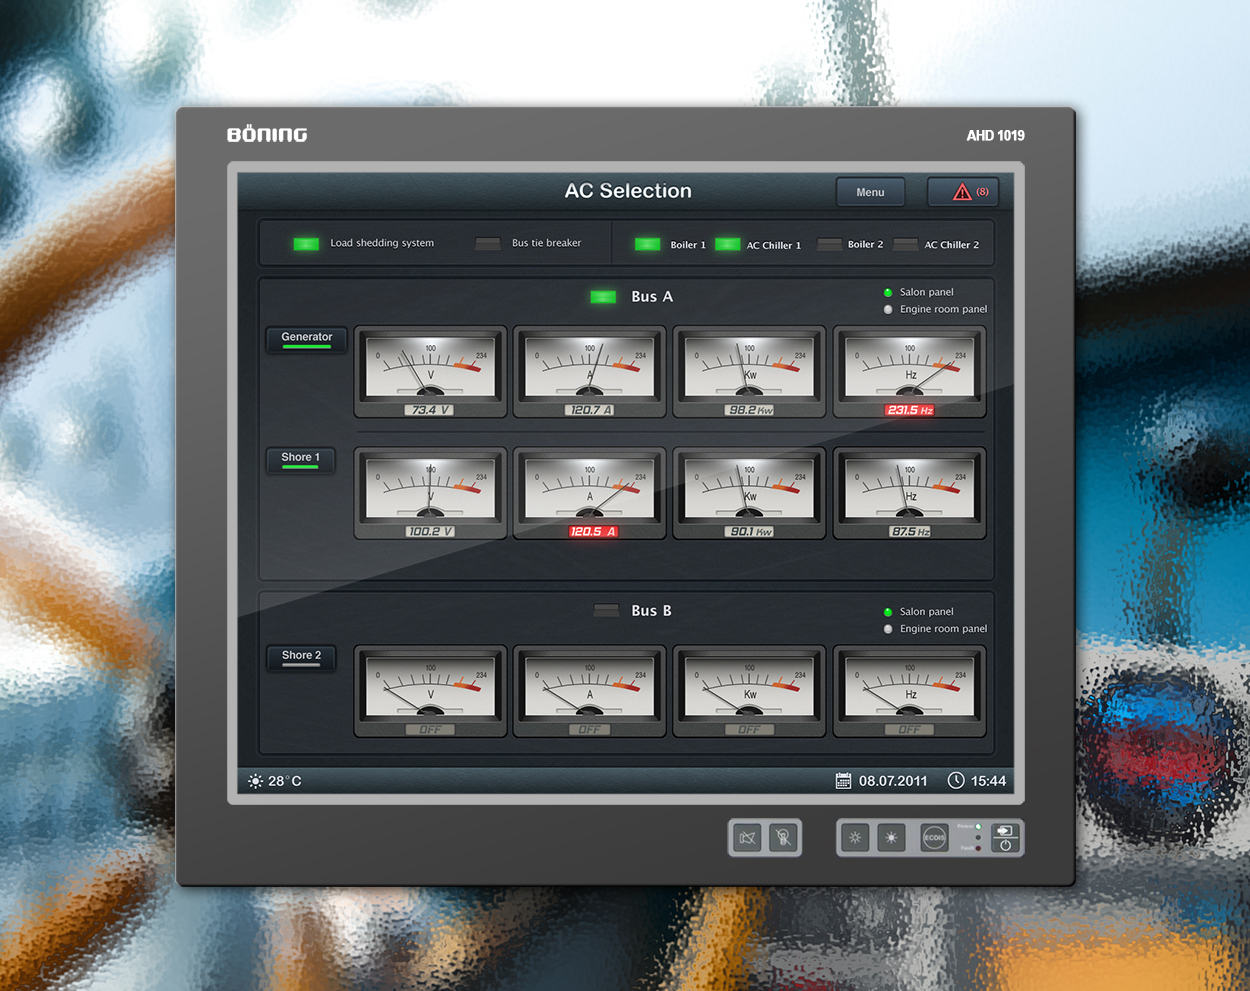 BÖNING
AHD 1019
AC Selection
Menu
(8)
Load shedding system
Bus tie breaker
Boiler 1
AC Chiller 1
Boiler 2
AC Chiller 2
Bus A
Salon panel
Engine room panel
Generator
0 100 234 V
0 100 234 A
0 100 234 Kw
0 100 234 Hz
73.4 V
120.7 A
98.2 Kw
231.5 Hz
Shore 1
0 100 234 V
0 100 234 A
0 100 234 Kw
0 100 234 Hz
100.2 V
120.5 A
90.1 Kw
87.5 Hz
Bus B
Salon panel
Engine room panel
Shore 2
0 100 234 V
0 100 234 A
0 100 234 Kw
0 100 234 Hz
OFF
OFF
OFF
OFF
28°C
08.07.2011
15:44
ECDIS